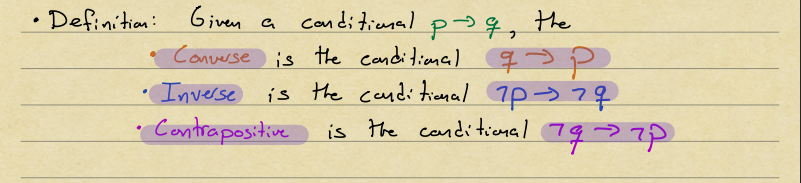 • Definition: Given a conditional p → q, the
• Converse is the conditional q → p
• Inverse is the conditional ¬p → ¬q
• Contrapositive is the conditional ¬q → ¬p